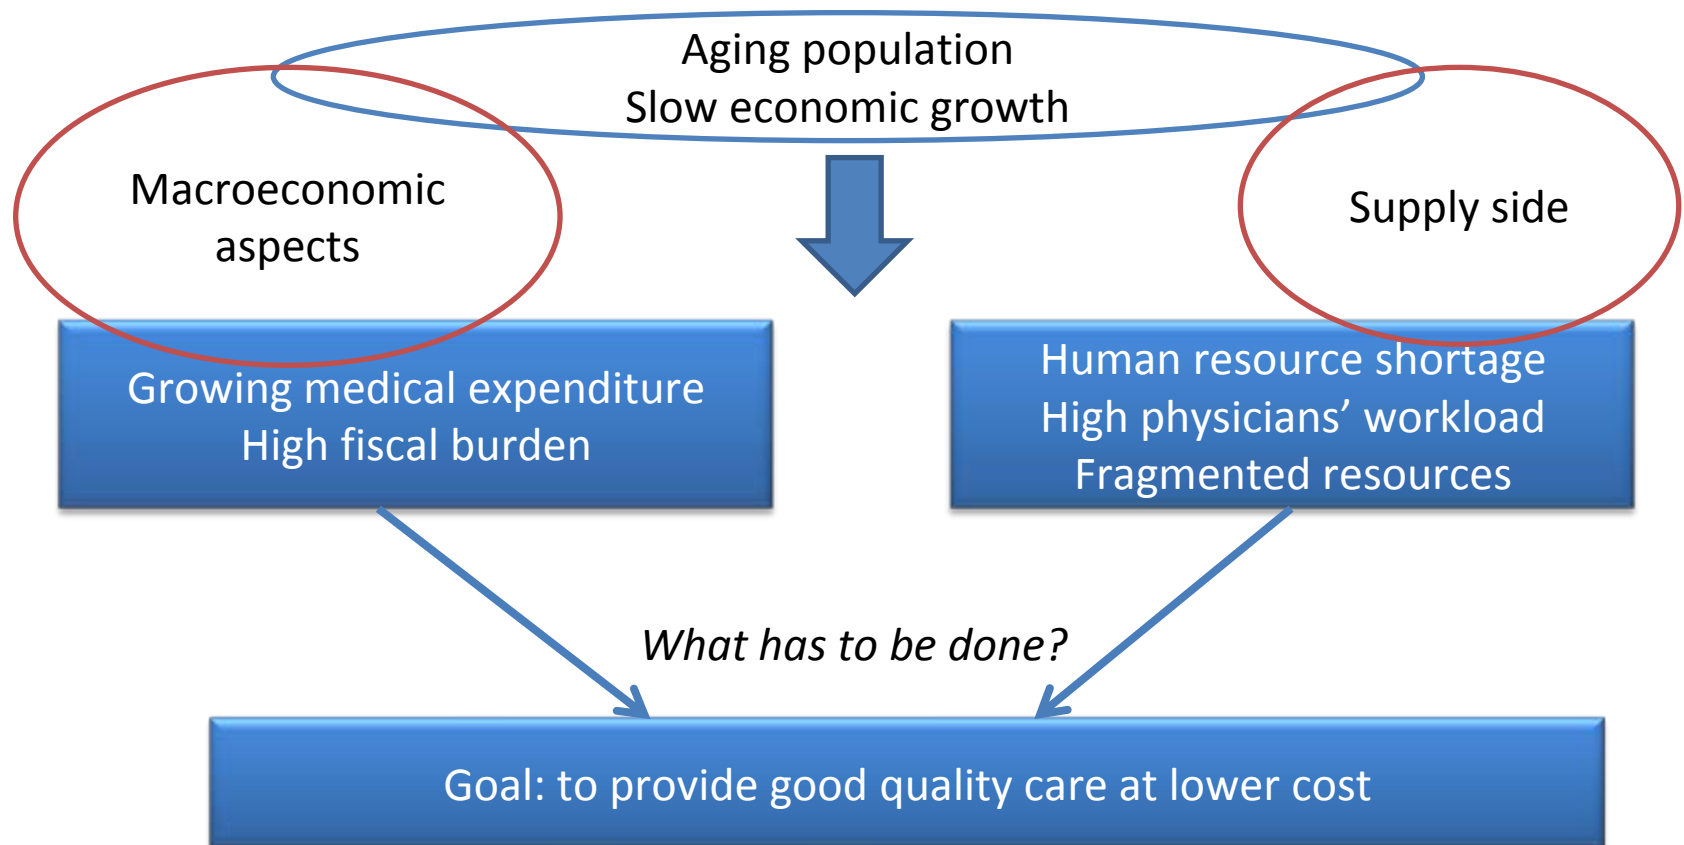 Aging population
Slow economic growth
Macroeconomic
aspects
Supply side
Growing medical expenditure
High fiscal burden
Human resource shortage
High physicians’ workload
Fragmented resources
What has to be done?
Goal: to provide good quality care at lower cost